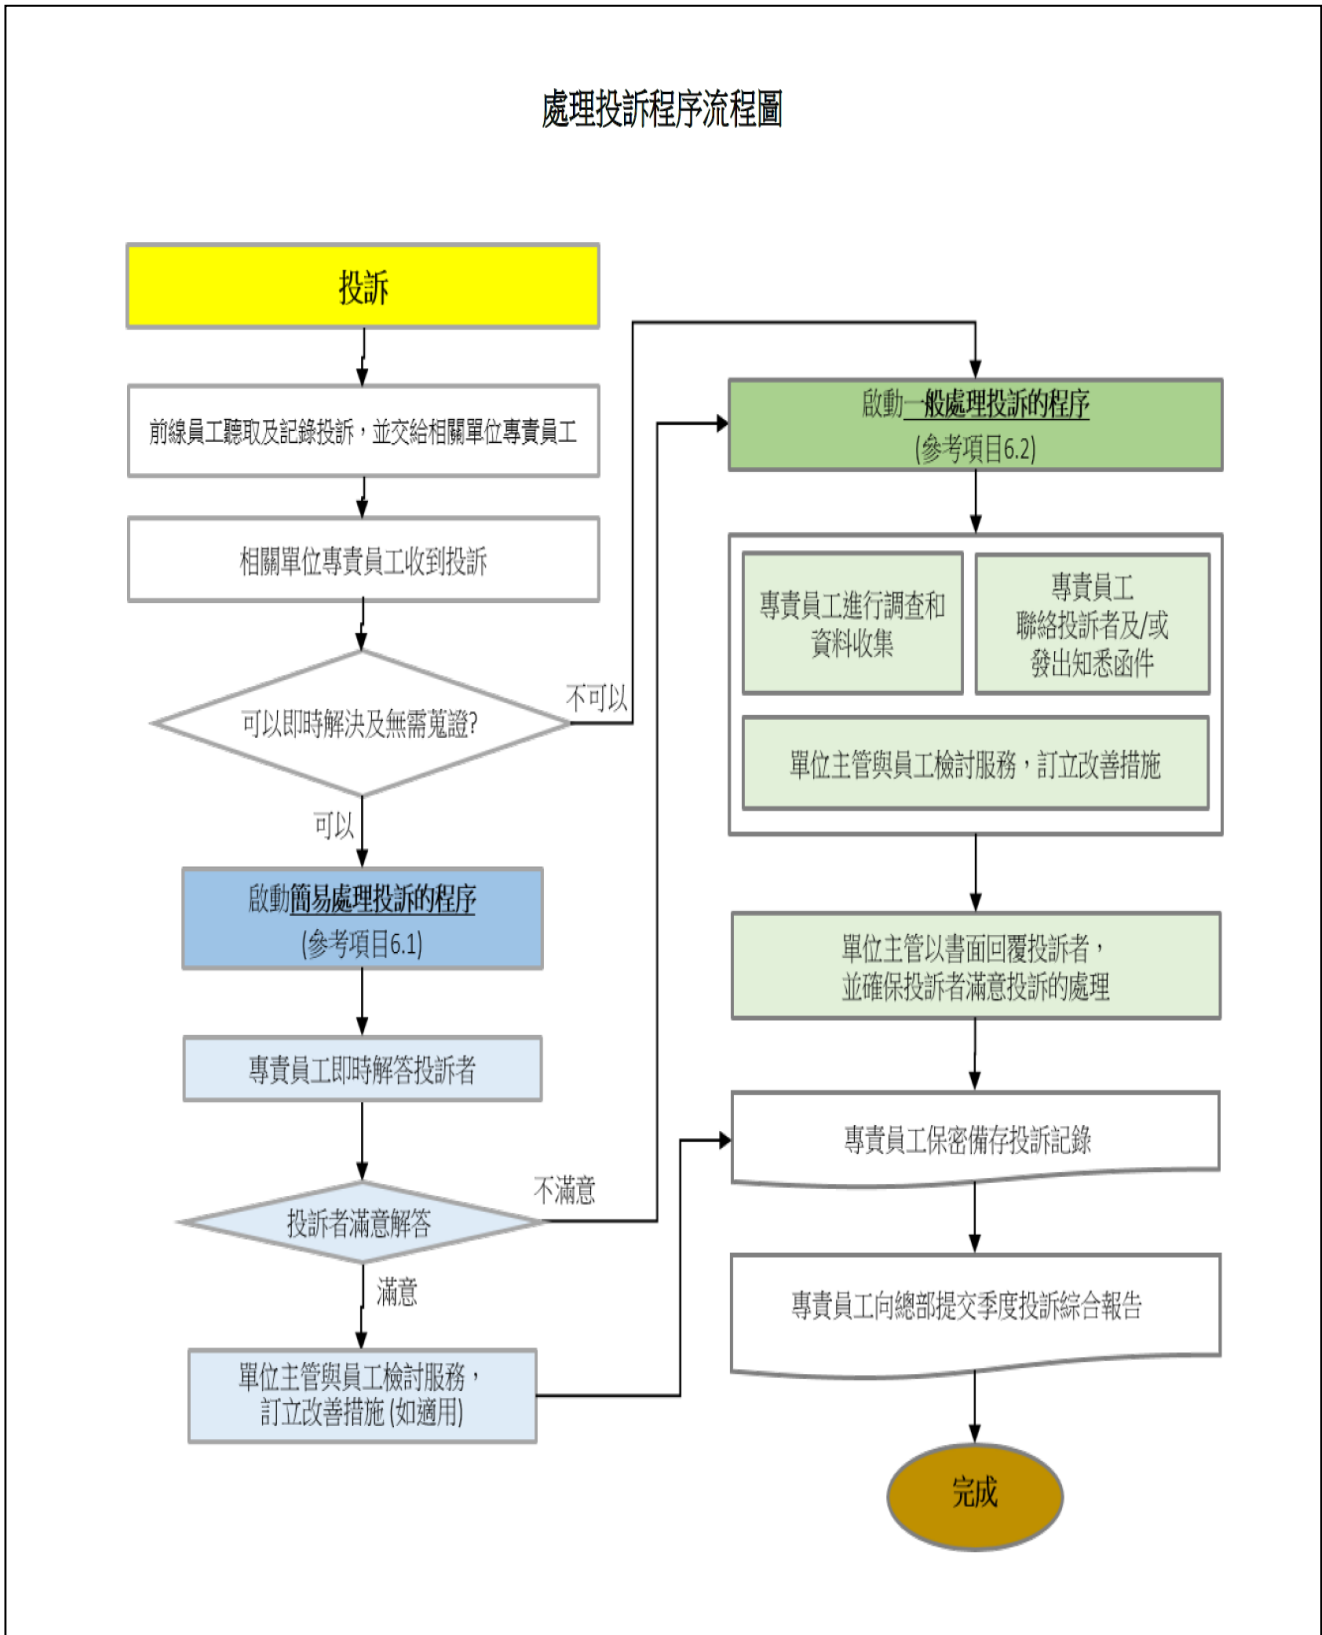 處理投訴程序流程圖
投訴
前線員工聽取及記錄投訴，並交給相關單位專責員工
相關單位專責員工收到投訴
可以即時解決及無需蒐證?
不可以
可以
啟動簡易處理投訴的程序
(參考項目6.1)
專責員工即時解答投訴者
投訴者滿意解答
不滿意
滿意
單位主管與員工檢討服務，
訂立改善措施 (如適用)
啟動一般處理投訴的程序
(參考項目6.2)
專責員工進行調查和
資料收集
專責員工
聯絡投訴者及/或
發出知悉函件
單位主管與員工檢討服務，訂立改善措施
單位主管以書面回覆投訴者，
並確保投訴者滿意投訴的處理
專責員工保密備存投訴記錄
專責員工向總部提交季度投訴綜合報告
完成